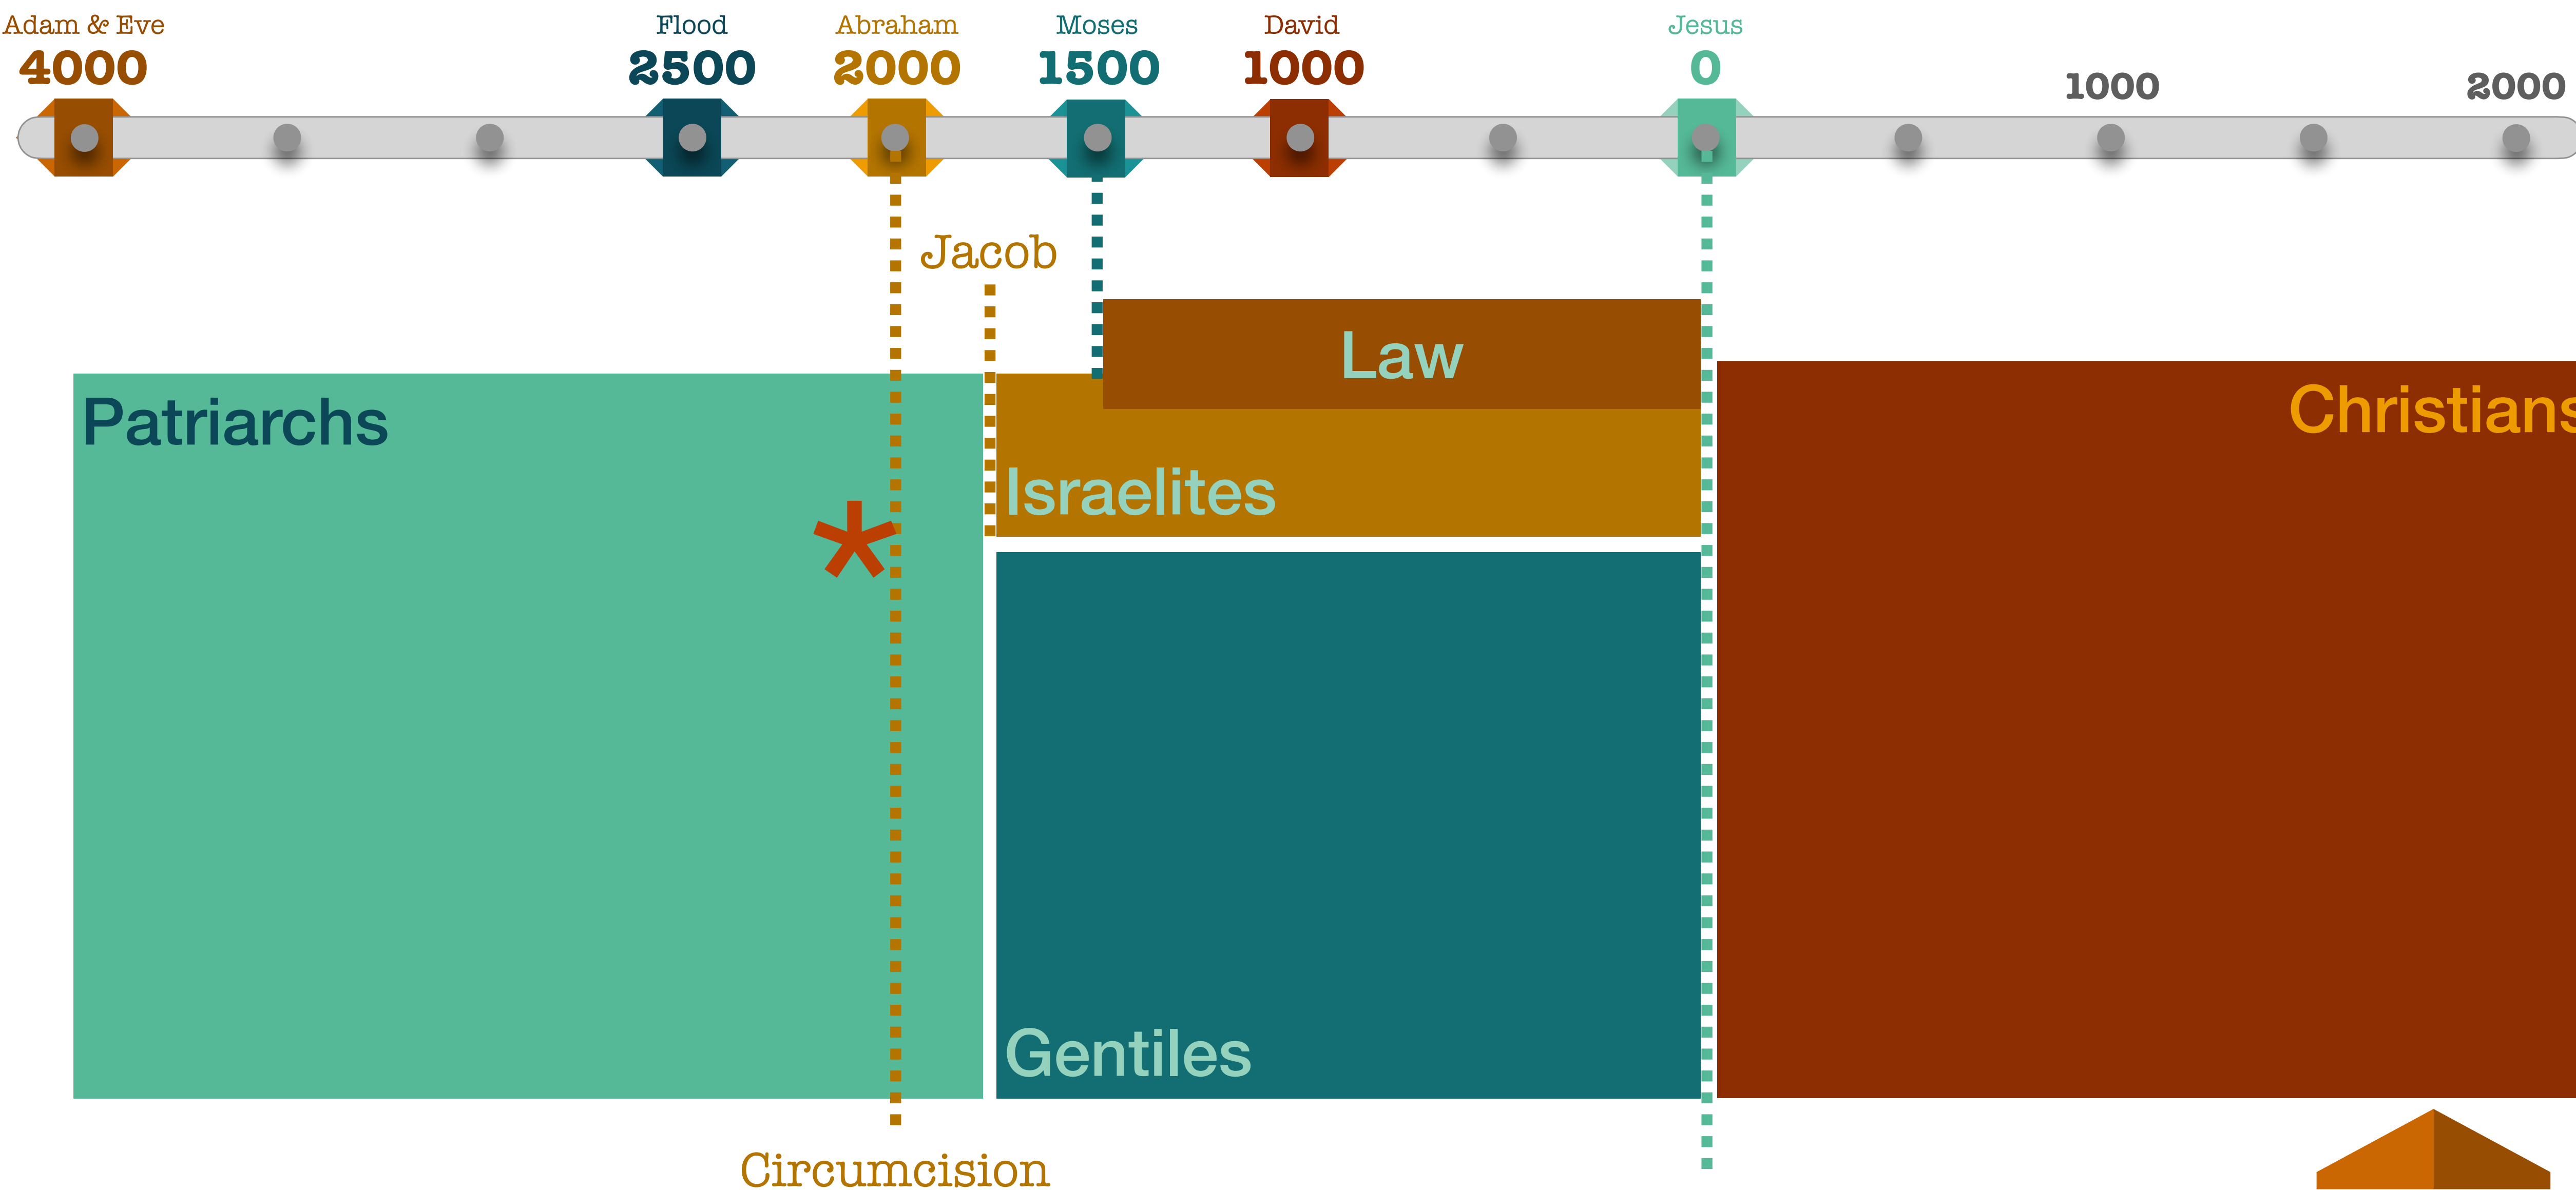 Adam & Eve
4000
Flood
2500
Abraham
2000
Moses
1500
David
1000
Jesus
0
1000
2000
Jacob
Law
Patriarchs
Christians
*
Israelites
Gentiles
Circumcision